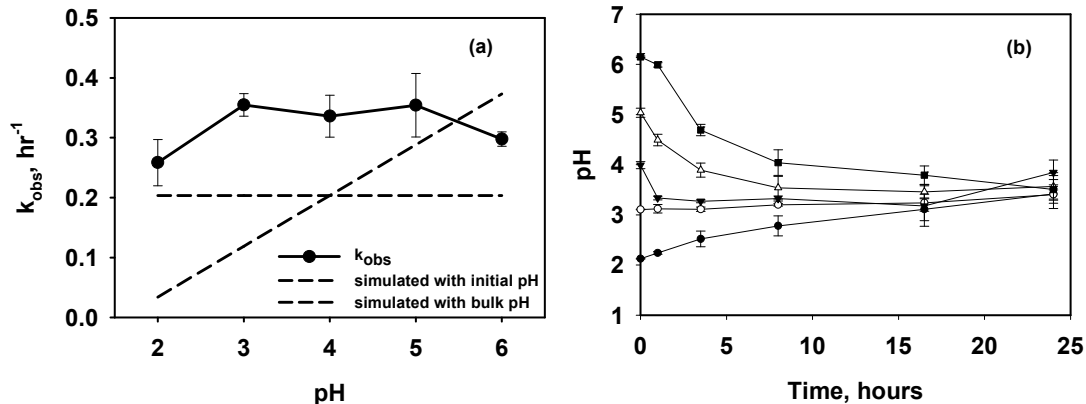 (a)
0.5
0.4
0.3
0.2
0.1
0.0
k_obs, hr⁻¹
k_obs
simulated with initial pH
simulated with bulk pH
2 3 4 5 6
pH
(b)
7
6
5
4
3
2
1
pH
0 5 10 15 20 25
Time, hours